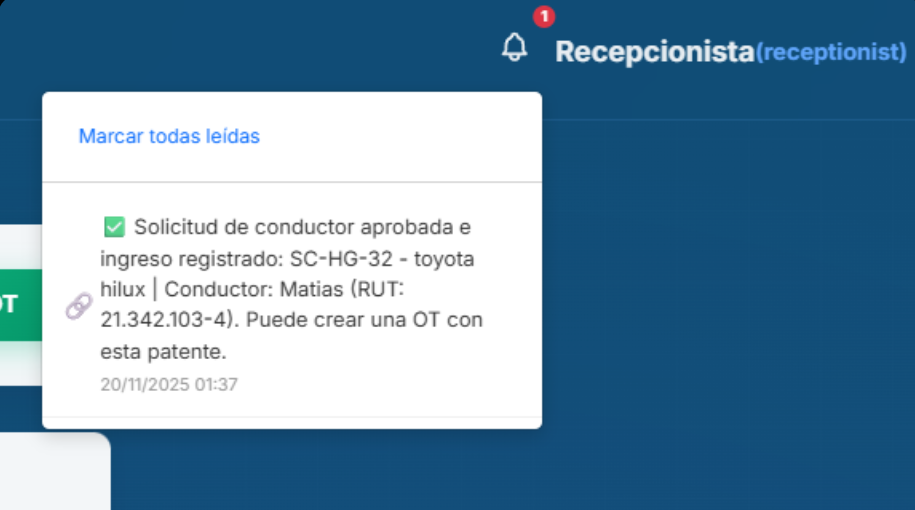 1
Recepcionista(receptionist)
Marcar todas leídas
✅ Solicitud de conductor aprobada e
ingreso registrado: SC-HG-32 - toyota
hilux | Conductor: Matias (RUT:
21.342.103-4). Puede crear una OT con
esta patente.
20/11/2025 01:37